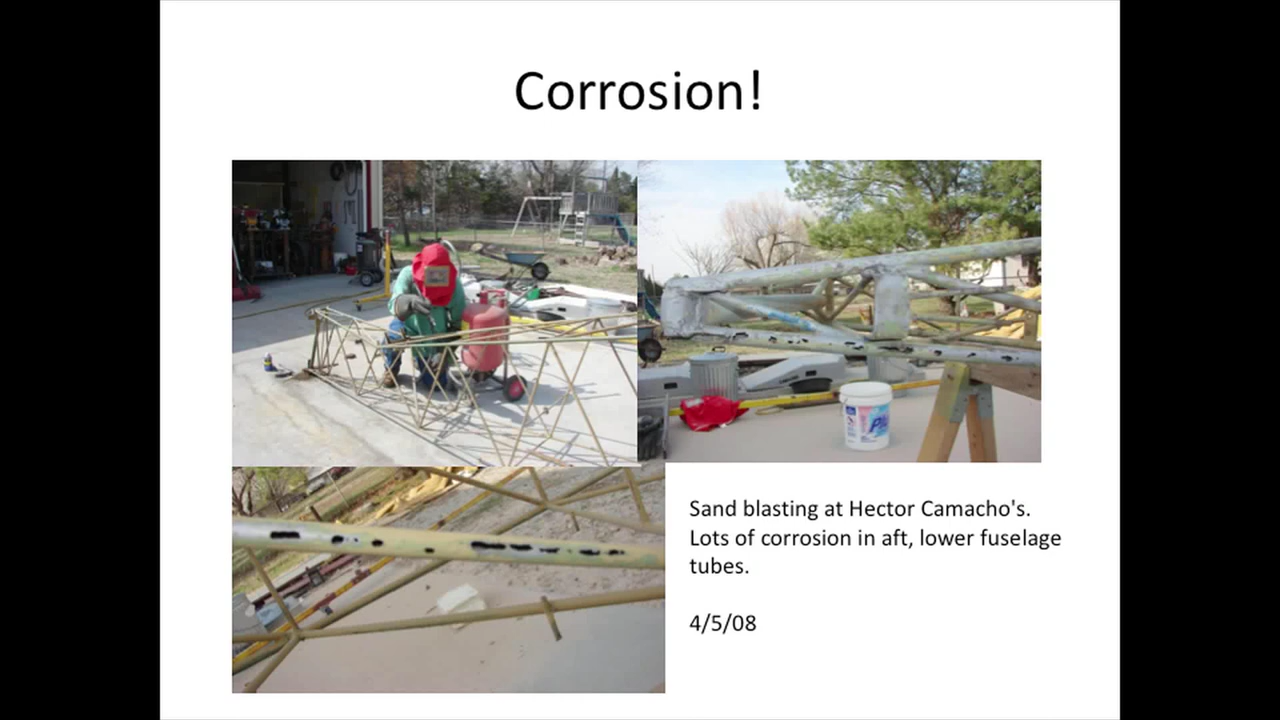 Corrosion!
Sand blasting at Hector Camacho's.
Lots of corrosion in aft, lower fuselage
tubes.
4/5/08